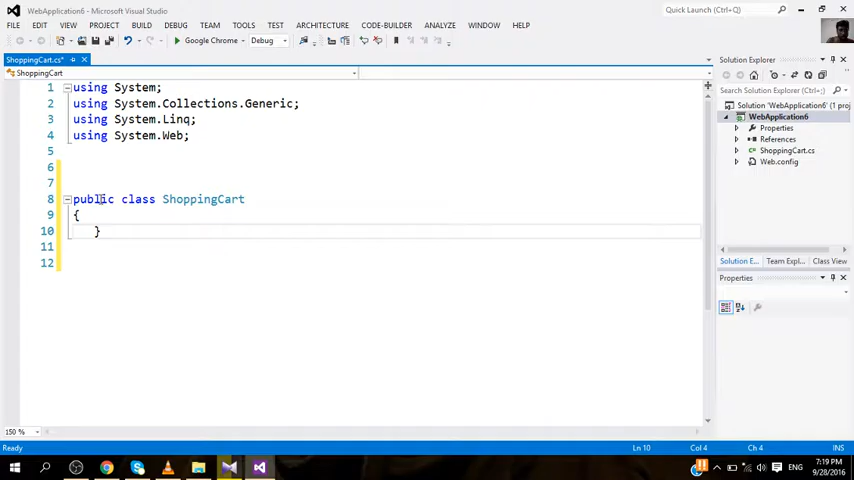 WebApplication6 - Microsoft Visual Studio
Quick Launch (Ctrl+Q)
FILE EDIT VIEW PROJECT BUILD DEBUG TEAM TOOLS TEST ARCHITECTURE CODE-BUILDER ANALYZE WINDOW HELP
Google Chrome Debug
ShoppingCart.cs*
ShoppingCart
1 using System;
2 using System.Collections.Generic;
3 using System.Linq;
4 using System.Web;
5
6
7
8 public class ShoppingCart
9 {
10 }
11
12
150 %
Solution Explorer
Search Solution Explorer (Ctrl+;)
Solution 'WebApplication6' (1 proj
WebApplication6
Properties
References
ShoppingCart.cs
Web.config
Solution E... Team Expl... Class View
Properties
Ready Ln 10 Col 4 Ch 4 INS
ENG
7:19 PM
9/28/2016